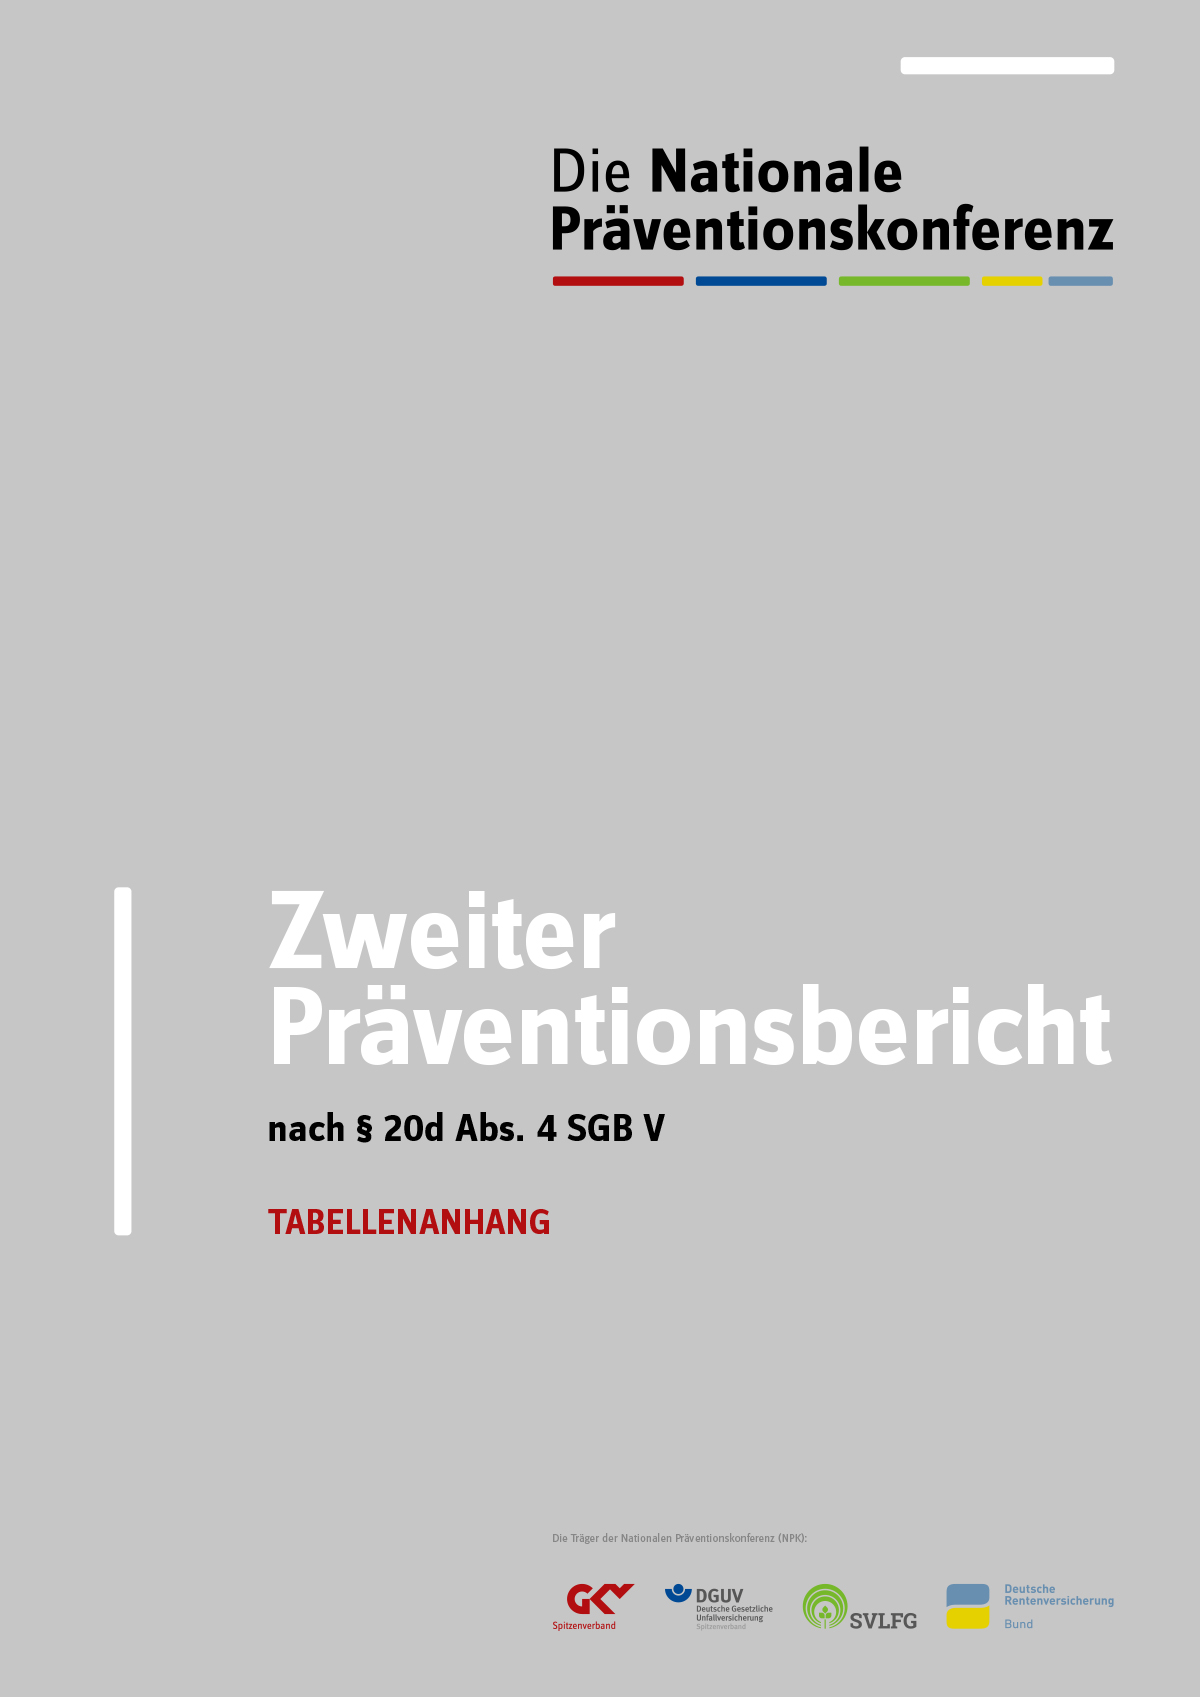 Die Nationale
Präventionskonferenz
Zweiter
Präventionsbericht
nach § 20d Abs. 4 SGB V
TABELLENANHANG
Die Träger der Nationalen Präventionskonferenz (NPK):
GKV
Spitzenverband
DGUV
Deutsche Gesetzliche
Unfallversicherung
Spitzenverband
SVLFG
Deutsche
Rentenversicherung
Bund